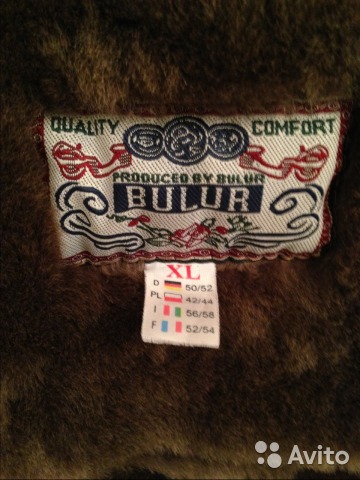 QUALITY COMFORT
PRODUCED BY BULUR
BULUR
XL
D 50/52
PL 42/44
I 56/58
F 52/54
Avito